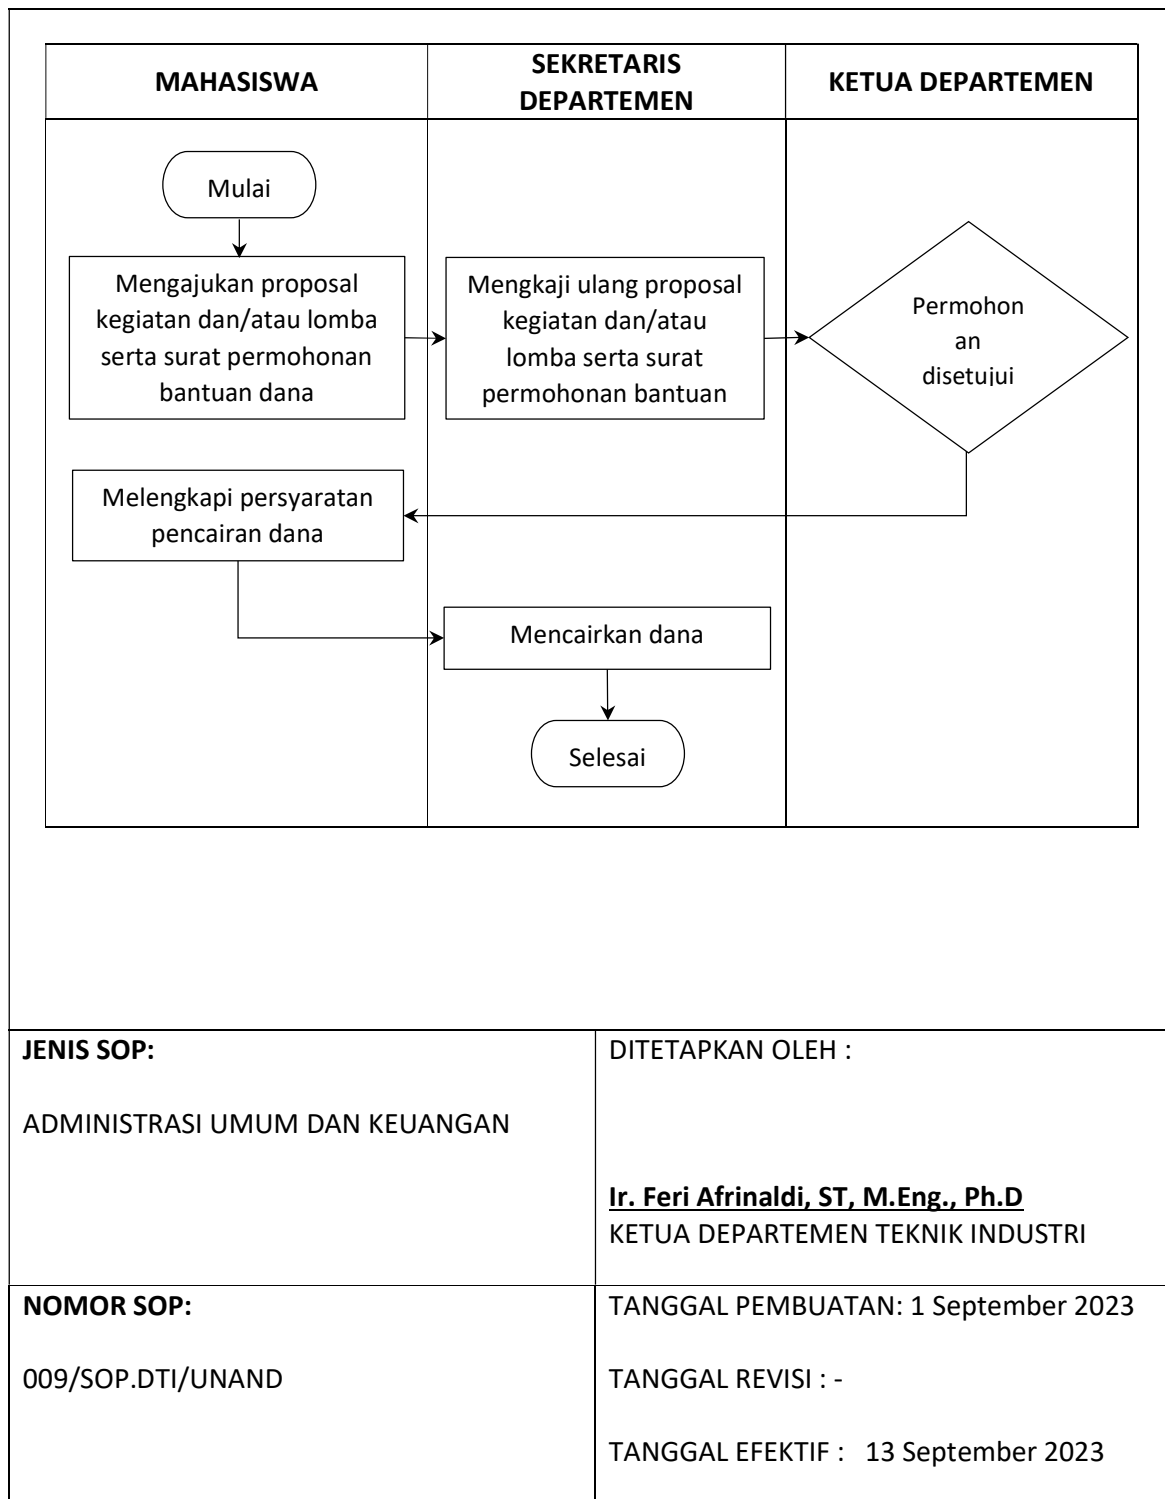 MAHASISWA
SEKRETARIS
DEPARTEMEN
KETUA DEPARTEMEN
Mulai
Mengajukan proposal
kegiatan dan/atau lomba
serta surat permohonan
bantuan dana
Mengkaji ulang proposal
kegiatan dan/atau
lomba serta surat
permohonan bantuan
Permohon
an
disetujui
Melengkapi persyaratan
pencairan dana
Mencairkan dana
Selesai
JENIS SOP:
ADMINISTRASI UMUM DAN KEUANGAN
DITETAPKAN OLEH :
Ir. Feri Afrinaldi, ST, M.Eng., Ph.D
KETUA DEPARTEMEN TEKNIK INDUSTRI
NOMOR SOP:
009/SOP.DTI/UNAND
TANGGAL PEMBUATAN: 1 September 2023
TANGGAL REVISI : -
TANGGAL EFEKTIF : 13 September 2023